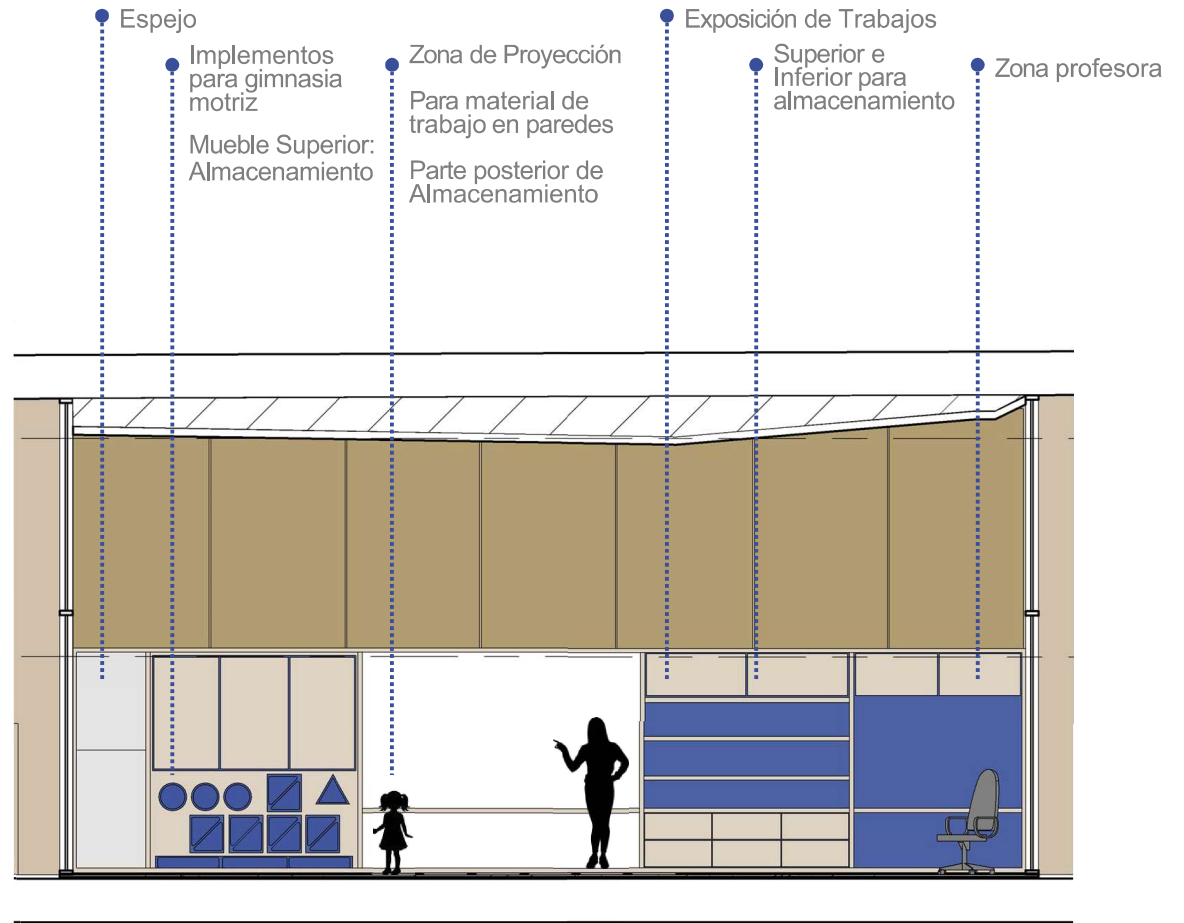 Espejo
Implementos
para gimnasia
motriz
Mueble Superior:
Almacenamiento
Zona de Proyección
Para material de
trabajo en paredes
Parte posterior de
Almacenamiento
Exposición de Trabajos
Superior e
Inferior para
almacenamiento
Zona profesora